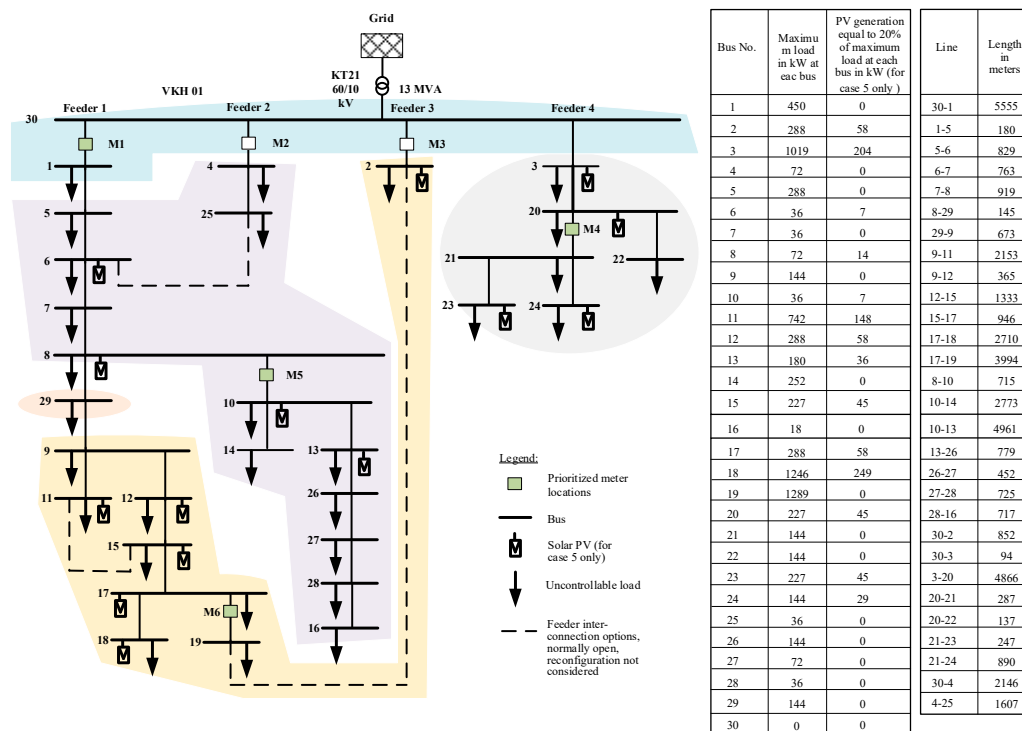 Grid
KT21
60/10
kV
13 MVA
VKH 01
Feeder 1
Feeder 2
Feeder 3
Feeder 4
30
M1
M2
M3
1
4
2
3
5
25
20
M4
6
21
22
7
23
24
8
M5
29
10
9
14
13
11
12
26
15
27
17
M6
28
18
19
16
Legend:
Prioritized meter
locations
Bus
Solar PV (for
case 5 only)
Uncontrollable load
Feeder inter-
connection options,
normally open,
reconfiguration not
considered
Bus No.
Maximu
m load
in kW at
eac bus
PV generation
equal to 20%
of maximum
load at each
bus in kW (for
case 5 only )
1 450 0
2 288 58
3 1019 204
4 72 0
5 288 0
6 36 7
7 36 0
8 72 14
9 144 0
10 36 7
11 742 148
12 288 58
13 180 36
14 252 0
15 227 45
16 18 0
17 288 58
18 1246 249
19 1289 0
20 227 45
21 144 0
22 144 0
23 227 45
24 144 29
25 36 0
26 144 0
27 72 0
28 36 0
29 144 0
30 0 0
Line
Length
in
meters
30-1 5555
1-5 180
5-6 829
6-7 763
7-8 919
8-29 145
29-9 673
9-11 2153
9-12 365
12-15 1333
15-17 946
17-18 2710
17-19 3994
8-10 715
10-14 2773
10-13 4961
13-26 779
26-27 452
27-28 725
28-16 717
30-2 852
30-3 94
3-20 4866
20-21 287
20-22 137
21-23 247
21-24 890
30-4 2146
4-25 1607